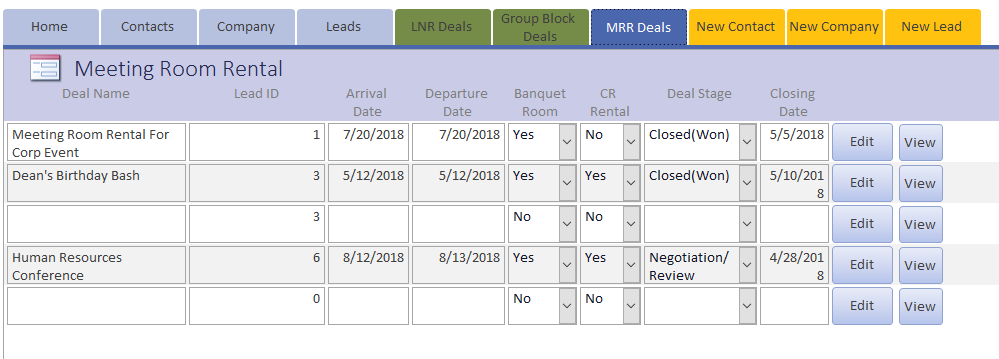 Home Contacts Company Leads LNR Deals Group Block Deals MRR Deals New Contact New Company New Lead
Meeting Room Rental
Deal Name Lead ID Arrival Date Departure Date Banquet Room CR Rental Deal Stage Closing Date
Meeting Room Rental For Corp Event 1 7/20/2018 7/20/2018 Yes No Closed(Won) 5/5/2018 Edit View
Dean's Birthday Bash 3 5/12/2018 5/12/2018 Yes Yes Closed(Won) 5/10/2018 Edit View
3 No No Edit View
Human Resources Conference 6 8/12/2018 8/13/2018 Yes Yes Negotiation/Review 4/28/2018 Edit View
0 No No Edit View